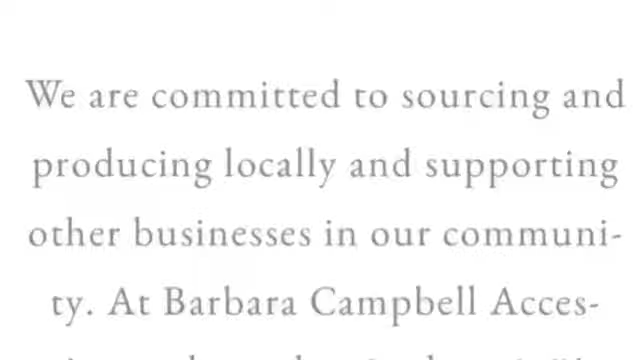 We are committed to sourcing and
producing locally and supporting
other businesses in our communi-
ty. At Barbara Campbell Acces-